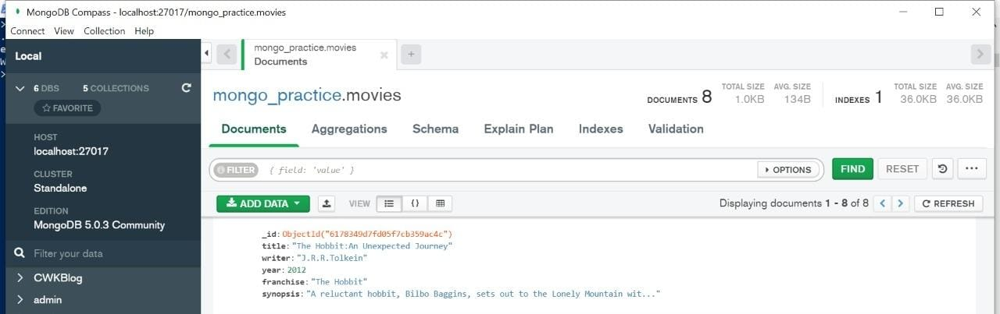 MongoDB Compass - localhost:27017/mongo_practice.movies
Connect View Collection Help
Local
6 DBS 5 COLLECTIONS
FAVORITE
HOST
localhost:27017
CLUSTER
Standalone
EDITION
MongoDB 5.0.3 Community
Filter your data
CWKBlog
admin
mongo_practice.movies
Documents
mongo_practice.movies
DOCUMENTS 8 TOTAL SIZE 1.0KB AVG. SIZE 134B INDEXES 1 TOTAL SIZE 36.0KB AVG. SIZE 36.0KB
Documents Aggregations Schema Explain Plan Indexes Validation
FILTER { field: 'value' } OPTIONS FIND RESET ...
ADD DATA VIEW {} Displaying documents 1 - 8 of 8 < > REFRESH
_id: ObjectId("6178349d7fd05f7cb359ac4c")
title: "The Hobbit:An Unexpected Journey"
writer: "J.R.R.Tolkein"
year: 2012
franchise: "The Hobbit"
synopsis: "A reluctant hobbit, Bilbo Baggins, sets out to the Lonely Mountain wit..."